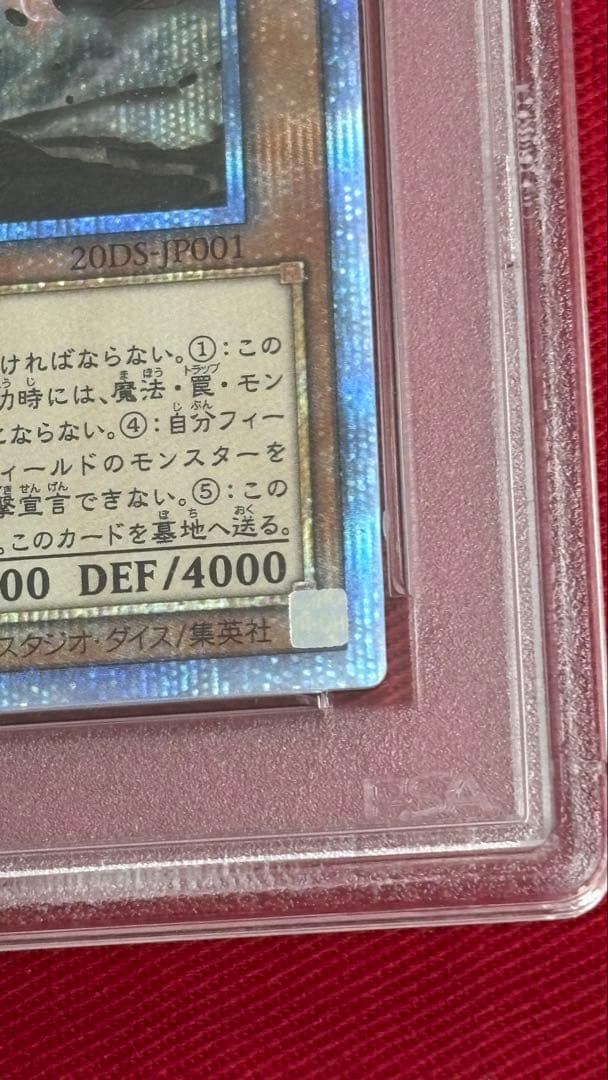 20DS-JP001
ければならない。①：この
功時には、魔法・罠・モン
とならない。④：自分フィー
ィールドのモンスターを
撃宣言できない。⑤：この
。このカードを墓地へ送る。
00 DEF/4000
スタジオ・ダイス/集英社
PSA